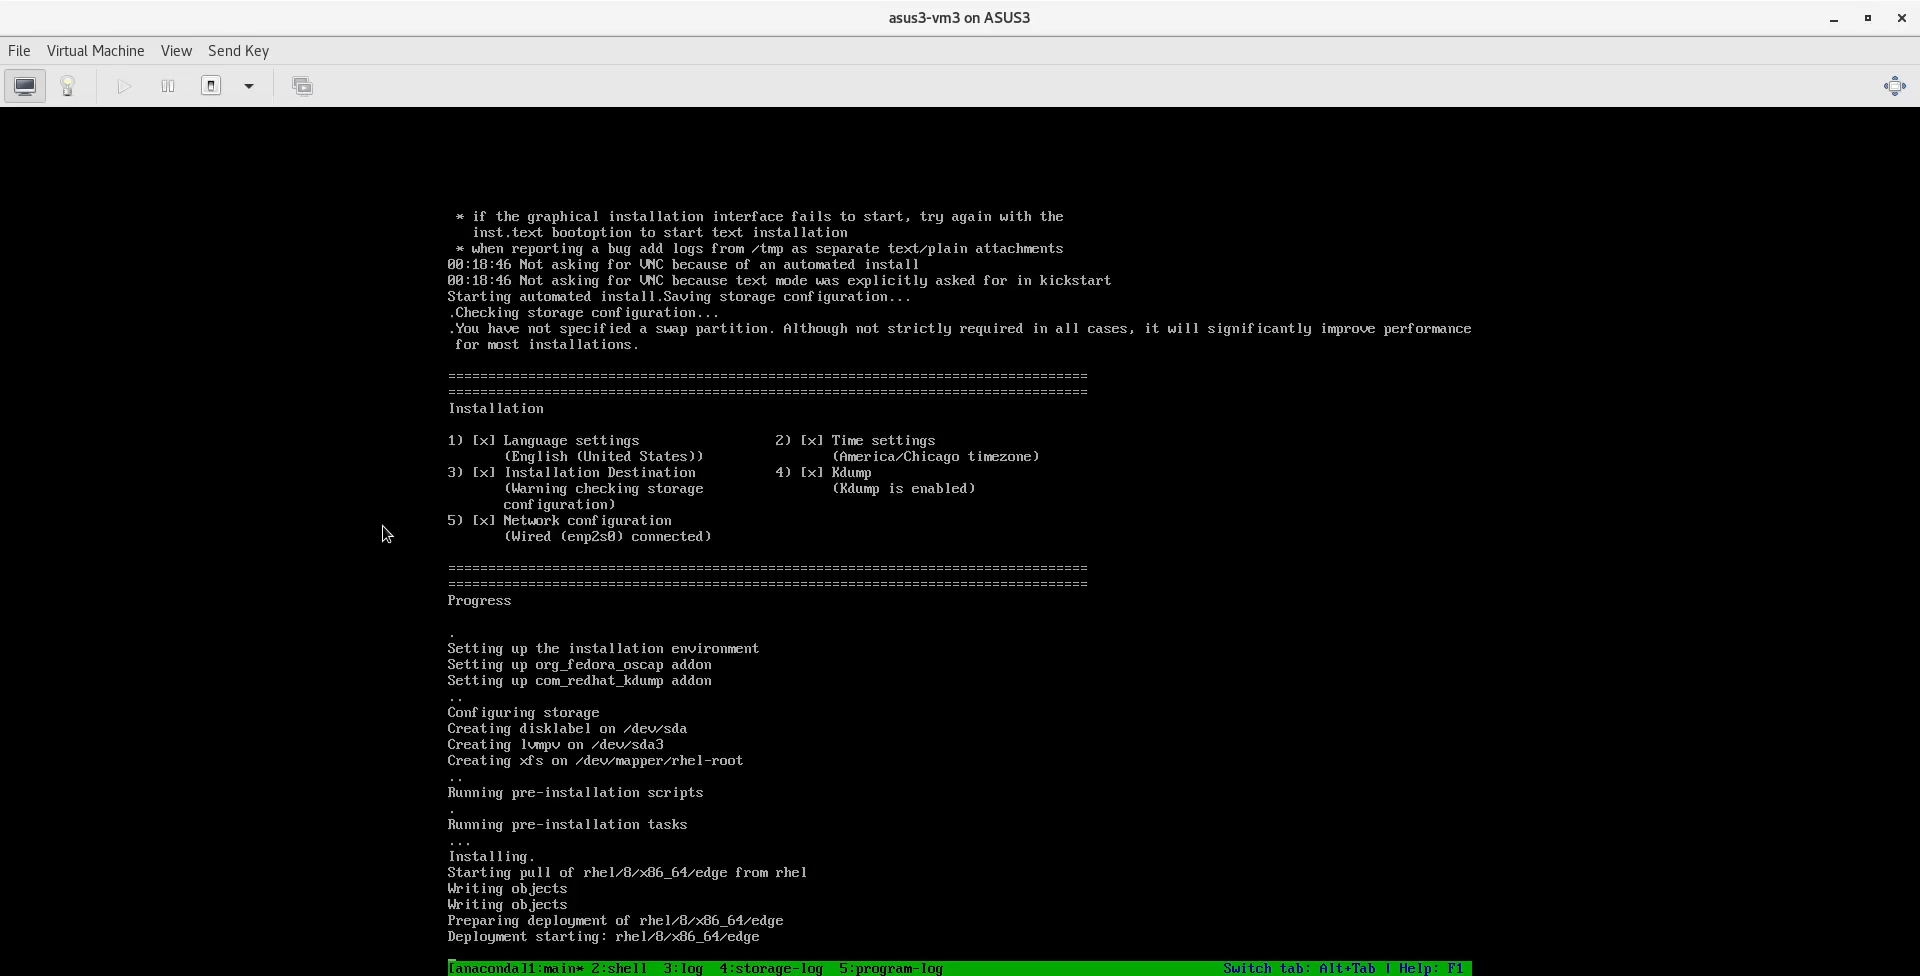 asus3-vm3 on ASUS3
File Virtual Machine View Send Key
* if the graphical installation interface fails to start, try again with the
inst.text bootoption to start text installation
* when reporting a bug add logs from /tmp as separate text/plain attachments
00:18:46 Not asking for VNC because of an automated install
00:18:46 Not asking for VNC because text mode was explicitly asked for in kickstart
Starting automated install.Saving storage configuration...
.Checking storage configuration...
.You have not specified a swap partition. Although not strictly required in all cases, it will significantly improve performance
for most installations.
================================================================================
================================================================================
Installation
1) [x] Language settings 2) [x] Time settings
(English (United States)) (America/Chicago timezone)
3) [x] Installation Destination 4) [x] Kdump
(Warning checking storage (Kdump is enabled)
configuration)
5) [x] Network configuration
(Wired (enp2s0) connected)
================================================================================
================================================================================
Progress
.
Setting up the installation environment
Setting up org_fedora_oscap addon
Setting up com_redhat_kdump addon
..
Configuring storage
Creating disklabel on /dev/sda
Creating lvmpv on /dev/sda3
Creating xfs on /dev/mapper/rhel-root
..
Running pre-installation scripts
.
Running pre-installation tasks
...
Installing.
Starting pull of rhel/8/x86_64/edge from rhel
Writing objects
Writing objects
Preparing deployment of rhel/8/x86_64/edge
Deployment starting: rhel/8/x86_64/edge
[anaconda]1:main* 2:shell 3:log 4:storage-log 5:program-log Switch tab: Alt+Tab | Help: F1